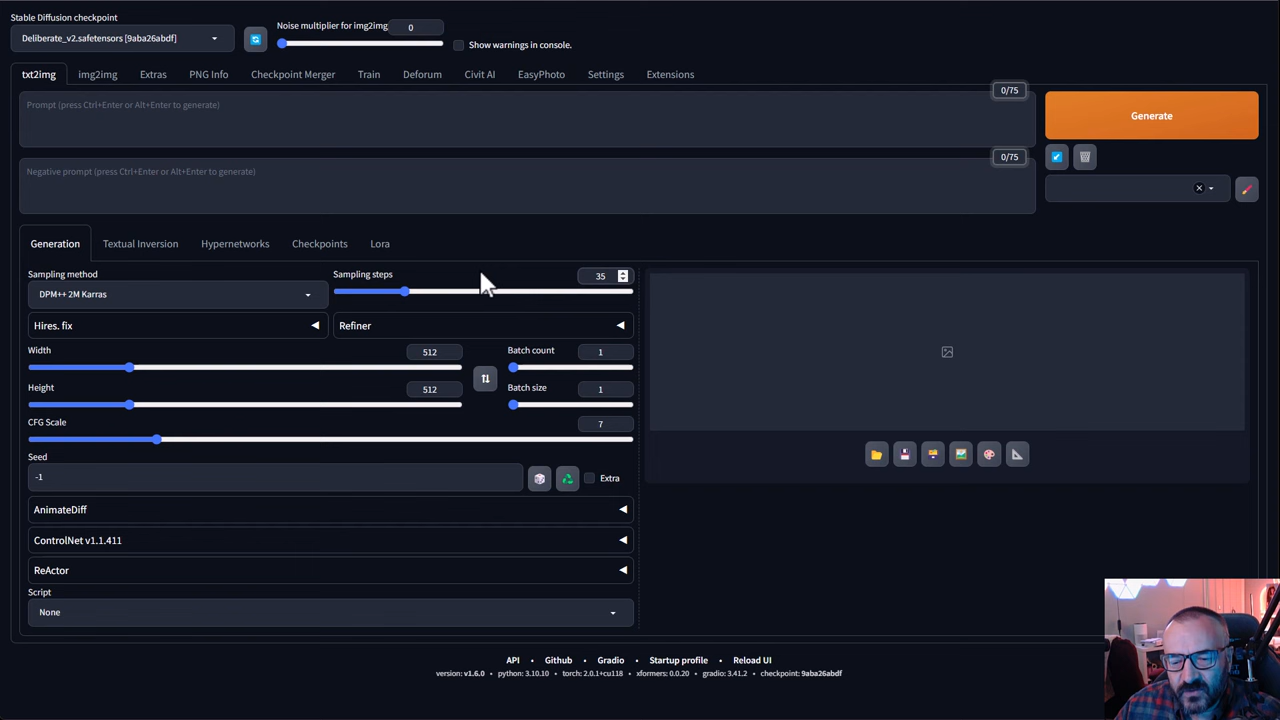 Stable Diffusion checkpoint
Deliberate_v2.safetensors [9aba26abdf]
Noise multiplier for img2img
0
Show warnings in console.
txt2img
img2img
Extras
PNG Info
Checkpoint Merger
Train
Deforum
Civit AI
EasyPhoto
Settings
Extensions
Prompt (press Ctrl+Enter or Alt+Enter to generate)
0/75
Generate
Negative prompt (press Ctrl+Enter or Alt+Enter to generate)
0/75
Generation
Textual Inversion
Hypernetworks
Checkpoints
Lora
Sampling method
DPM++ 2M Karras
Sampling steps
35
Hires. fix
Refiner
Width
512
Batch count
1
Height
512
Batch size
1
CFG Scale
7
Seed
-1
Extra
AnimateDiff
ControlNet v1.1.411
ReActor
Script
None
API • Github • Gradio • Startup profile • Reload UI
version: v1.6.0 • python: 3.10.10 • torch: 2.0.1+cu118 • xformers: 0.0.20 • gradio: 3.41.2 • checkpoint: 9aba26abdf